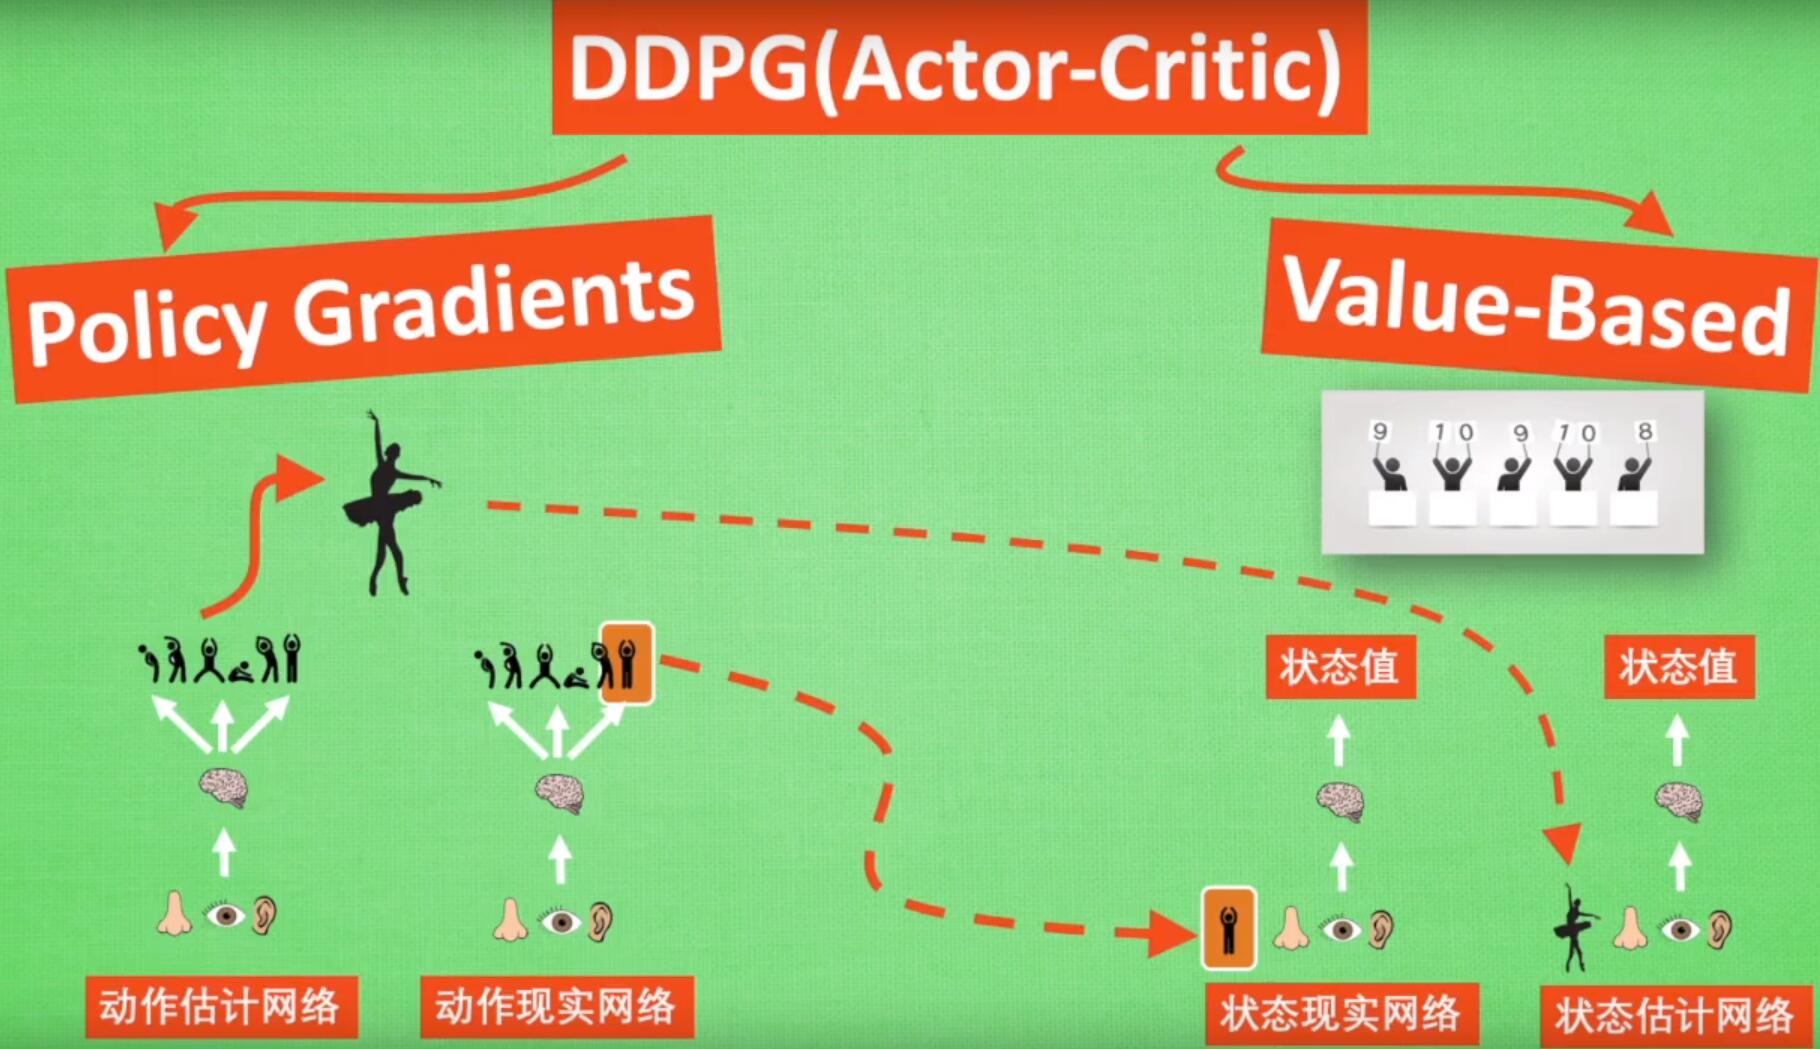 DDPG(Actor-Critic)
Policy Gradients
Value-Based
9 10 9 10 8
状态值
状态值
动作估计网络
动作现实网络
状态现实网络
状态估计网络